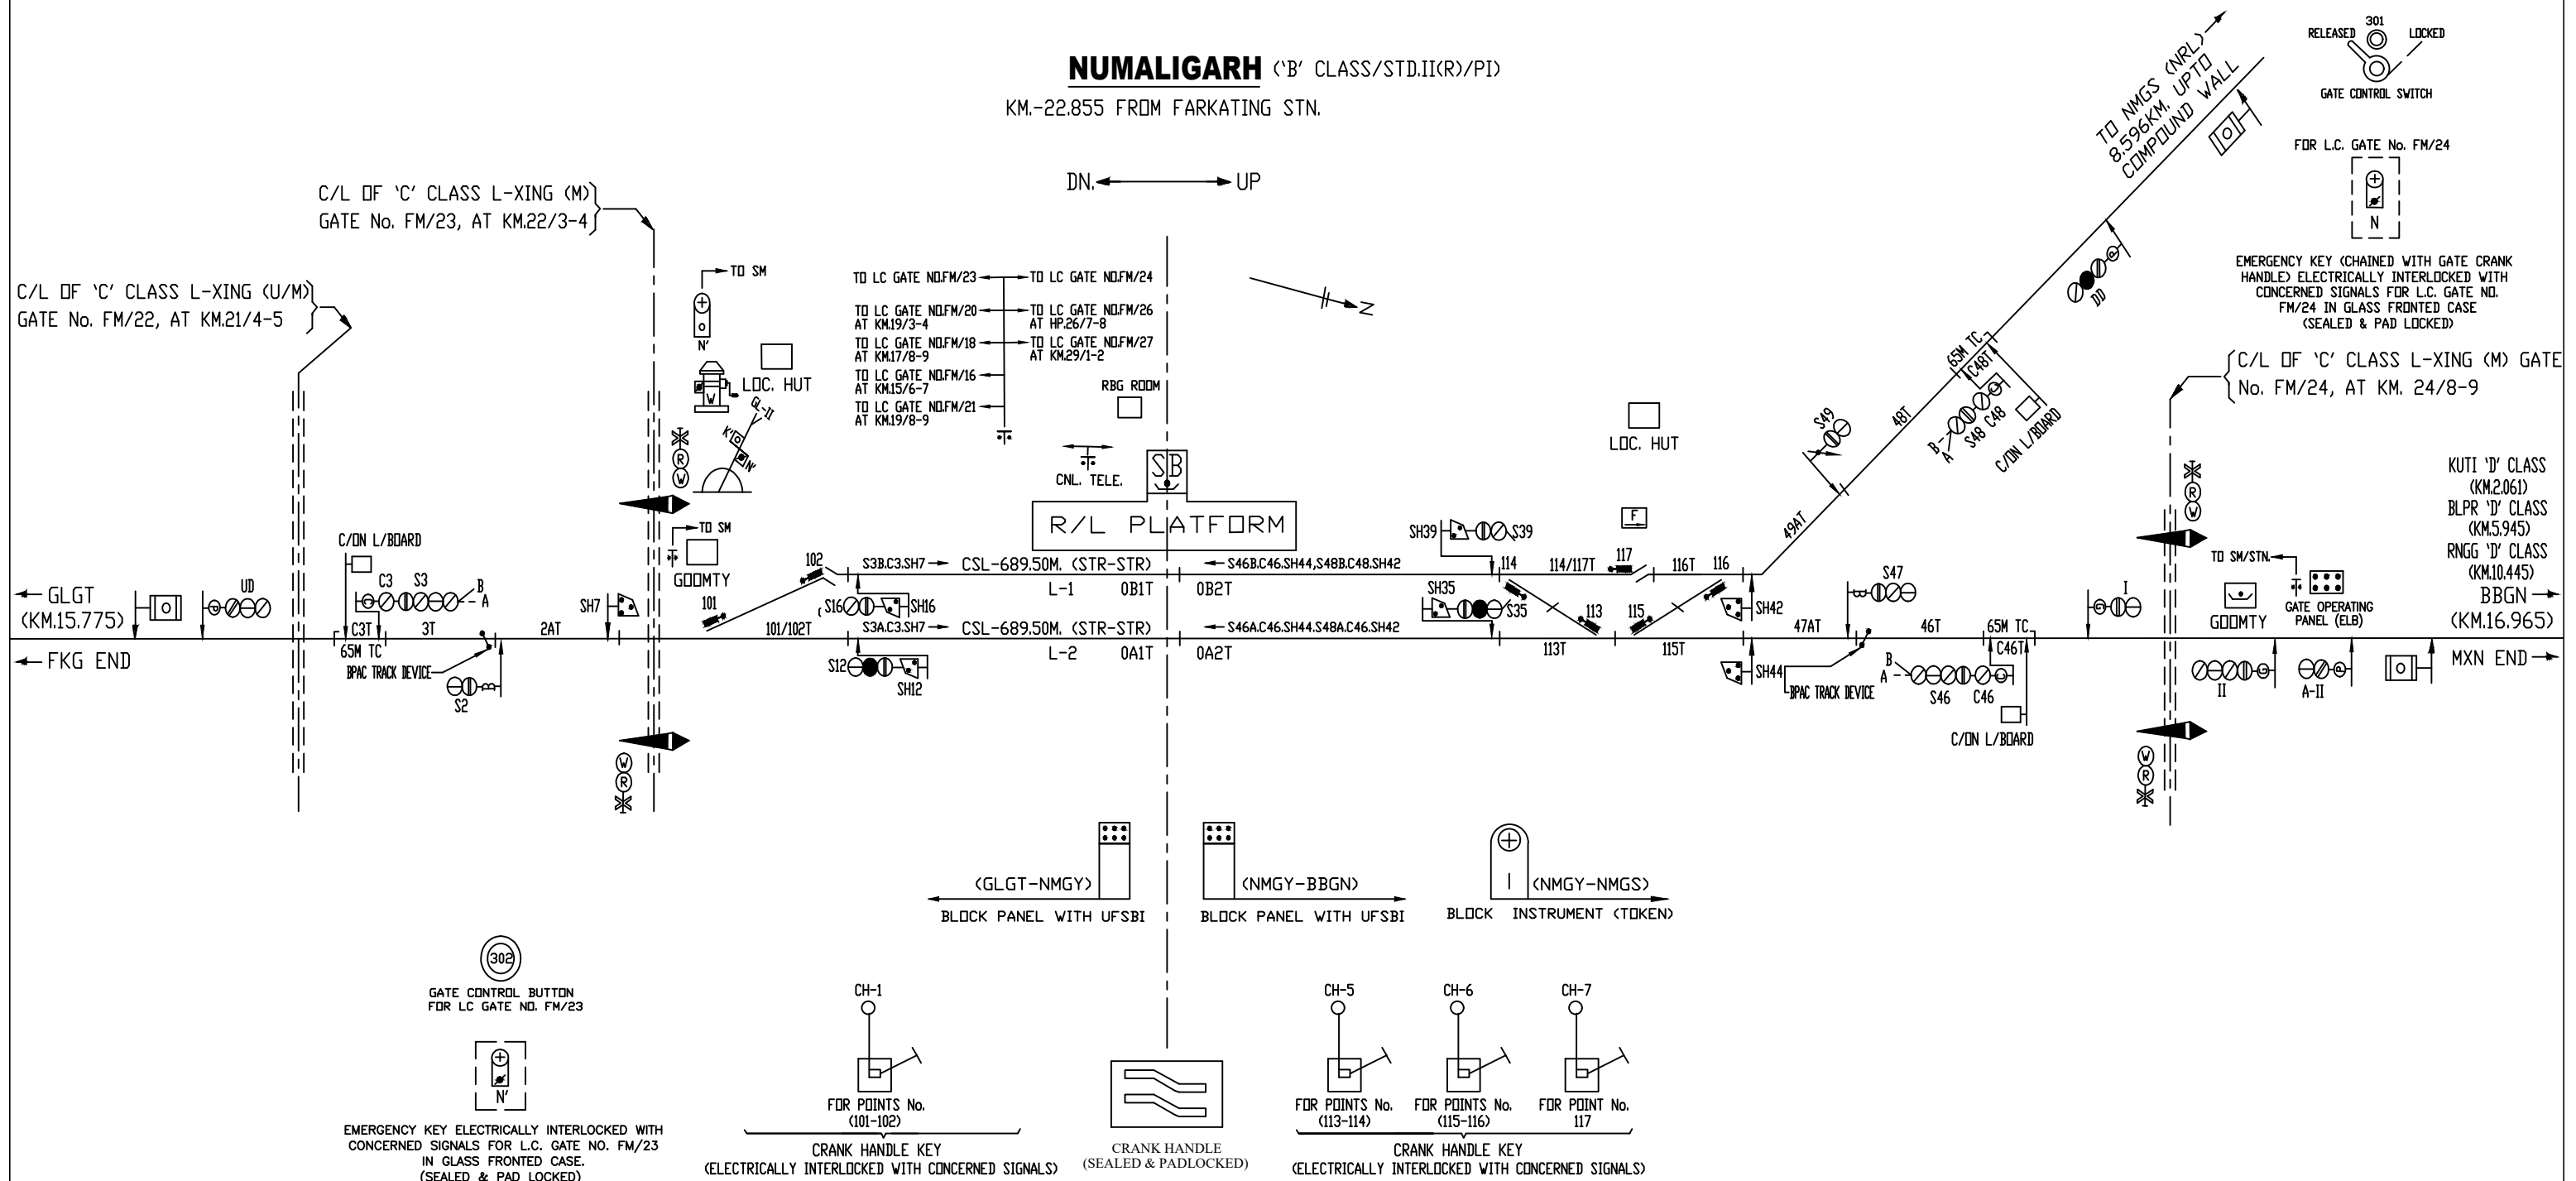 NUMALIGARH ('B' CLASS/STD.II(R)/PI)
KM.-22.855 FROM FARKATING STN.
DN. UP
C/L OF 'C' CLASS L-XING (M)
GATE No. FM/23, AT KM.22/3-4
C/L OF 'C' CLASS L-XING (U/M)
GATE No. FM/22, AT KM.21/4-5
TO SM
N'
LOC. HUT
W
GL-II
K'
N'
R
W
TO SM
GOOMTY
TO LC GATE NO.FM/23
TO LC GATE NO.FM/24
TO LC GATE NO.FM/20
AT KM.19/3-4
TO LC GATE NO.FM/26
AT HP.26/7-8
TO LC GATE NO.FM/18
AT KM.17/8-9
TO LC GATE NO.FM/27
AT KM.29/1-2
TO LC GATE NO.FM/16
AT KM.15/6-7
TO LC GATE NO.FM/21
AT KM.19/8-9
RBG ROOM
CNL. TELE.
SB
R/L PLATFORM
N
LOC. HUT
F
TO NMGS (NRL)
8.596KM. UPTO
COMPOUND WALL
301
RELEASED
LOCKED
GATE CONTROL SWITCH
FOR L.C. GATE No. FM/24
N
EMERGENCY KEY (CHAINED WITH GATE CRANK
HANDLE) ELECTRICALLY INTERLOCKED WITH
CONCERNED SIGNALS FOR L.C. GATE NO.
FM/24 IN GLASS FRONTED CASE
(SEALED & PAD LOCKED)
P
DD
65M TC
C48T
C
S48 C48
B
A
C/ON L/BOARD
48T
S49
49AT
C/L OF 'C' CLASS L-XING (M) GATE
No. FM/24, AT KM. 24/8-9
R
W
KUTI 'D' CLASS
(KM.2.061)
BLPR 'D' CLASS
(KM.5.945)
RNGG 'D' CLASS
(KM.10.445)
BBGN
(KM.16.965)
MXN END
TO SM/STN.
GOOMTY
GATE OPERATING
PANEL (ELB)
GLGT
(KM.15.775)
FKG END
UD
P
C/ON L/BOARD
C3 S3
C
B
A
C3T
65M TC
3T
BPAC TRACK DEVICE
2AT
B
S2
SH7
101
102
101/102T
S3B.C3.SH7
CSL-689.50M. (STR-STR)
S46B.C46.SH44,S48B.C48.SH42
L-1 0B1T 0B2T
S16
SH16
S3A.C3.SH7
CSL-689.50M. (STR-STR)
S46A.C46.SH44.S48A.C46.SH42
L-2 0A1T 0A2T
S12
SH12
SH39
S39
SH35
S35
114
114/117T
117
116T
116
113
115
113T
115T
SH42
SH44
47AT
B
S47
BPAC TRACK DEVICE
46T
65M TC
C46T
B
A
C
S46
C46
C/ON L/BOARD
I
G
G
II
P
A-II
W
R
W
R
(GLGT-NMGY)
BLOCK PANEL WITH UFSBI
(NMGY-BBGN)
BLOCK PANEL WITH UFSBI
(NMGY-NMGS)
BLOCK INSTRUMENT (TOKEN)
302
GATE CONTROL BUTTON
FOR LC GATE NO. FM/23
N'
EMERGENCY KEY ELECTRICALLY INTERLOCKED WITH
CONCERNED SIGNALS FOR L.C. GATE NO. FM/23
IN GLASS FRONTED CASE.
(SEALED & PAD LOCKED)
CH-1
FOR POINTS No.
(101-102)
CRANK HANDLE KEY
(ELECTRICALLY INTERLOCKED WITH CONCERNED SIGNALS)
CRANK HANDLE
(SEALED & PADLOCKED)
CH-5
FOR POINTS No.
(113-114)
CH-6
FOR POINTS No.
(115-116)
CH-7
FOR POINT No.
117
CRANK HANDLE KEY
(ELECTRICALLY INTERLOCKED WITH CONCERNED SIGNALS)